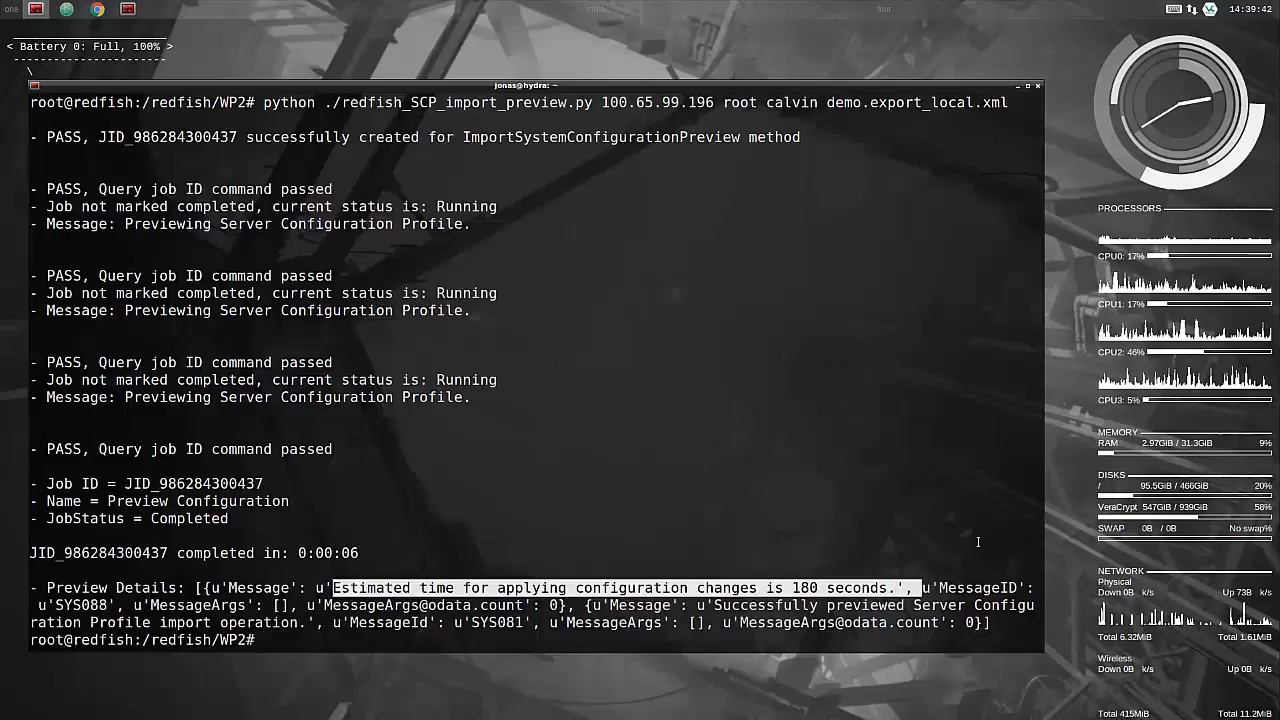 one
four
14:39:42
< Battery 0: Full, 100% >
-----------------------
\
jonas@hydra: ~
root@redfish:/redfish/WP2# python ./redfish_SCP_import_preview.py 100.65.99.196 root calvin demo.export_local.xml
- PASS, JID_986284300437 successfully created for ImportSystemConfigurationPreview method
- PASS, Query job ID command passed
- Job not marked completed, current status is: Running
- Message: Previewing Server Configuration Profile.
- PASS, Query job ID command passed
- Job not marked completed, current status is: Running
- Message: Previewing Server Configuration Profile.
- PASS, Query job ID command passed
- Job not marked completed, current status is: Running
- Message: Previewing Server Configuration Profile.
- PASS, Query job ID command passed
- Job ID = JID_986284300437
- Name = Preview Configuration
- JobStatus = Completed
JID_986284300437 completed in: 0:00:06
- Preview Details: [{u'Message': u'Estimated time for applying configuration changes is 180 seconds.', u'MessageID':
u'SYS088', u'MessageArgs': [], u'MessageArgs@odata.count': 0}, {u'Message': u'Successfully previewed Server Configu
ration Profile import operation.', u'MessageId': u'SYS081', u'MessageArgs': [], u'MessageArgs@odata.count': 0}]
root@redfish:/redfish/WP2#
PROCESSORS
CPU0: 17%
CPU1: 17%
CPU2: 46%
CPU3: 5%
MEMORY
RAM 2.97GiB / 31.3GiB 9%
DISKS
/ 95.5GiB / 466GiB 20%
VeraCrypt 547GiB / 939GiB 58%
SWAP 0B / 0B No swap%
NETWORK
Physical
Down 0B k/s Up 73B k/s
Total 6.32MiB Total 1.61MiB
Wireless
Down 0B k/s Up 0B k/s
Total 415MiB Total 11.2MiB